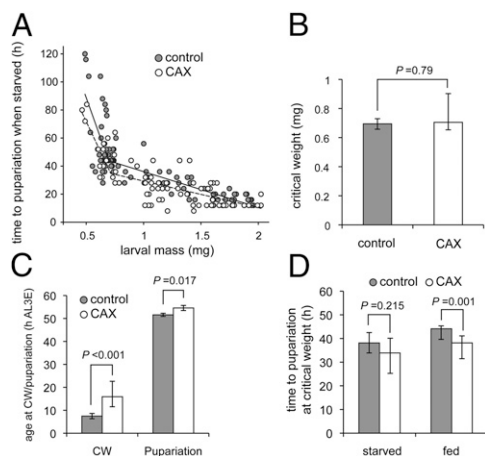 A
time to pupariation when starved (h)
120
100
80
60
40
20
0
control
CAX
0.5
1
1.5
2
larval mass (mg)
B
critical weight (mg)
1.0
0.8
0.6
0.4
0.2
0
P =0.79
control
CAX
C
age at CW/pupariation (h AL3E)
60
50
40
30
20
10
0
control
CAX
P =0.017
P <0.001
CW
Pupariation
D
time to pupariation
at critical weight (h)
60
50
40
30
20
10
0
control
CAX
P =0.215
P =0.001
starved
fed